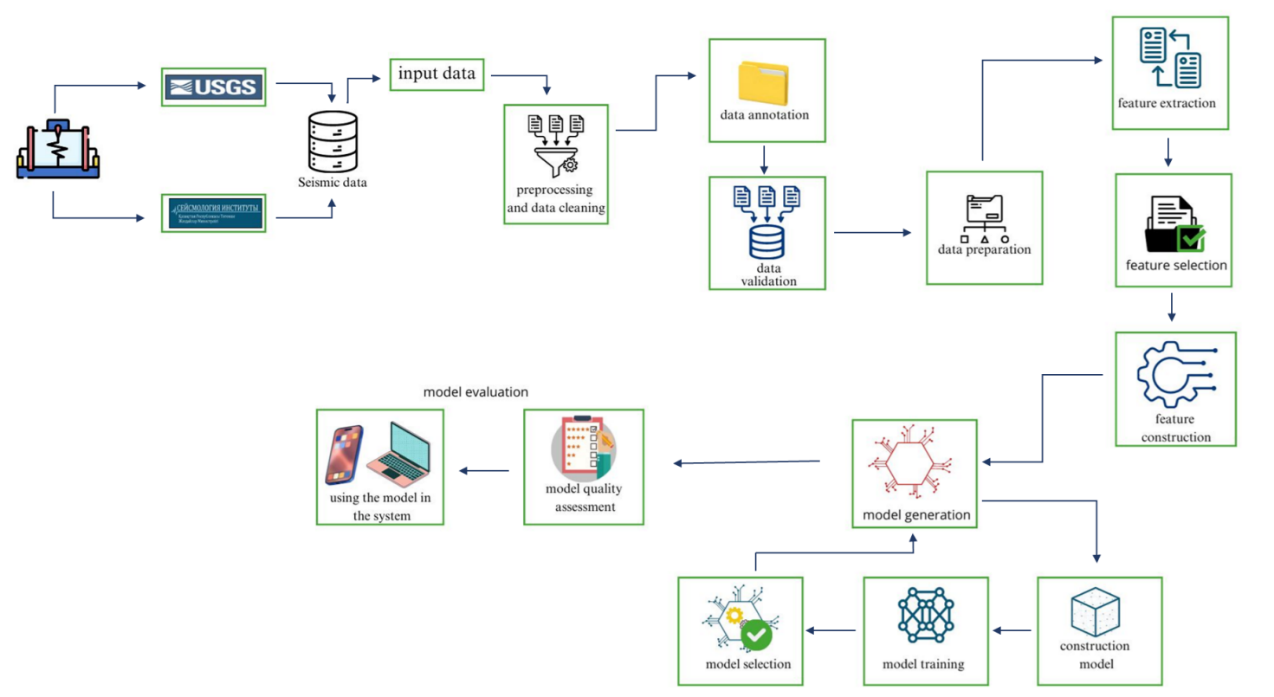 USGS
input data
Seismic data
СЕЙСМОЛОГИЯ ИНСТИТУТЫ
preprocessing
and data cleaning
data annotation
data
validation
data preparation
feature extraction
feature selection
feature
construction
model evaluation
using the model in
the system
model quality
assessment
model generation
model selection
model training
construction
model